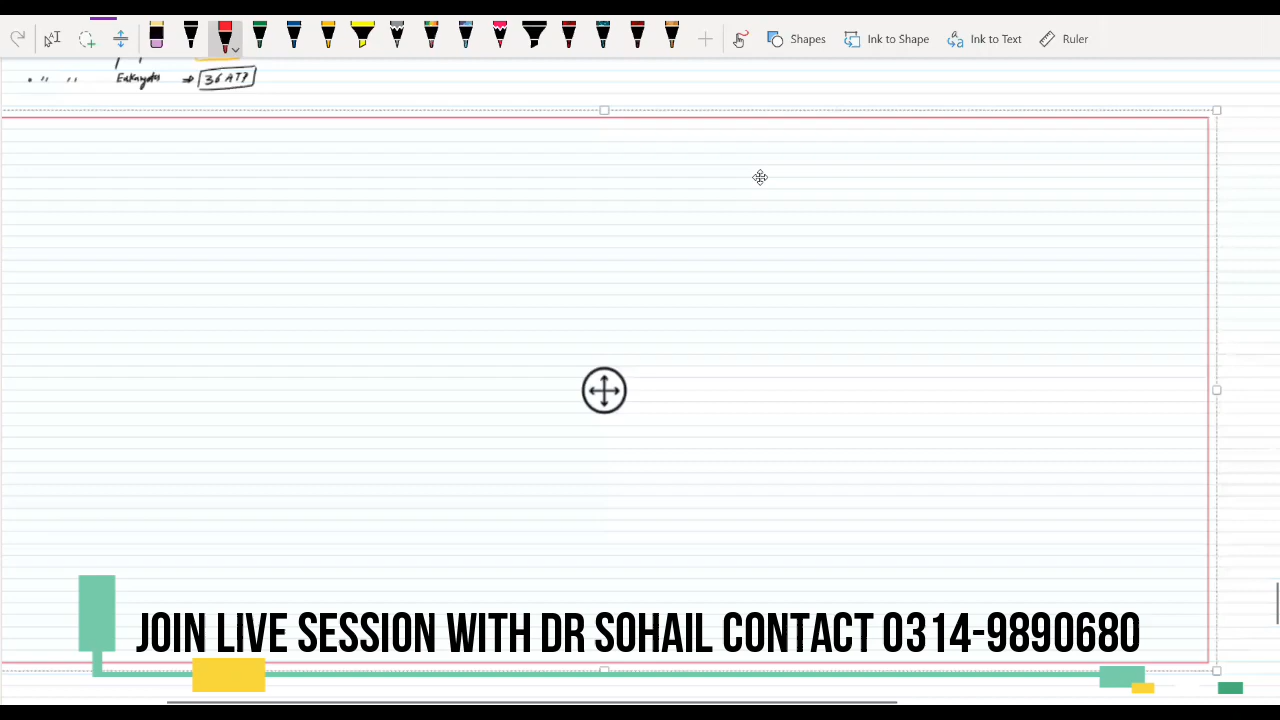 Shapes Ink to Shape Ink to Text Ruler
• " " Eukaryotes ⇒ 36 ATP
JOIN LIVE SESSION WITH DR SOHAIL CONTACT 0314-9890680